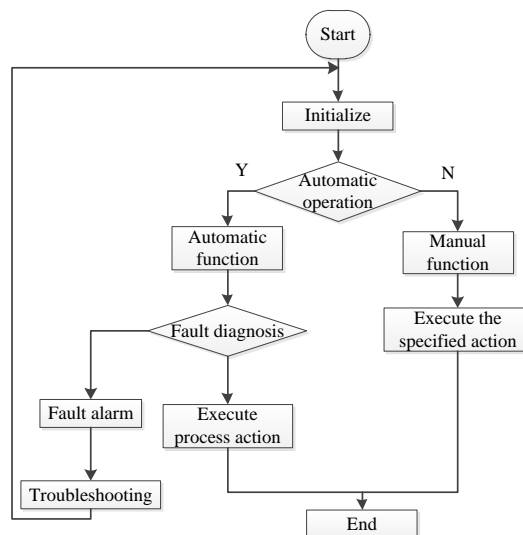 Start
Initialize
Y
Automatic
operation
N
Automatic
function
Manual
function
Fault diagnosis
Execute the
specified action
Fault alarm
Execute
process action
Troubleshooting
End